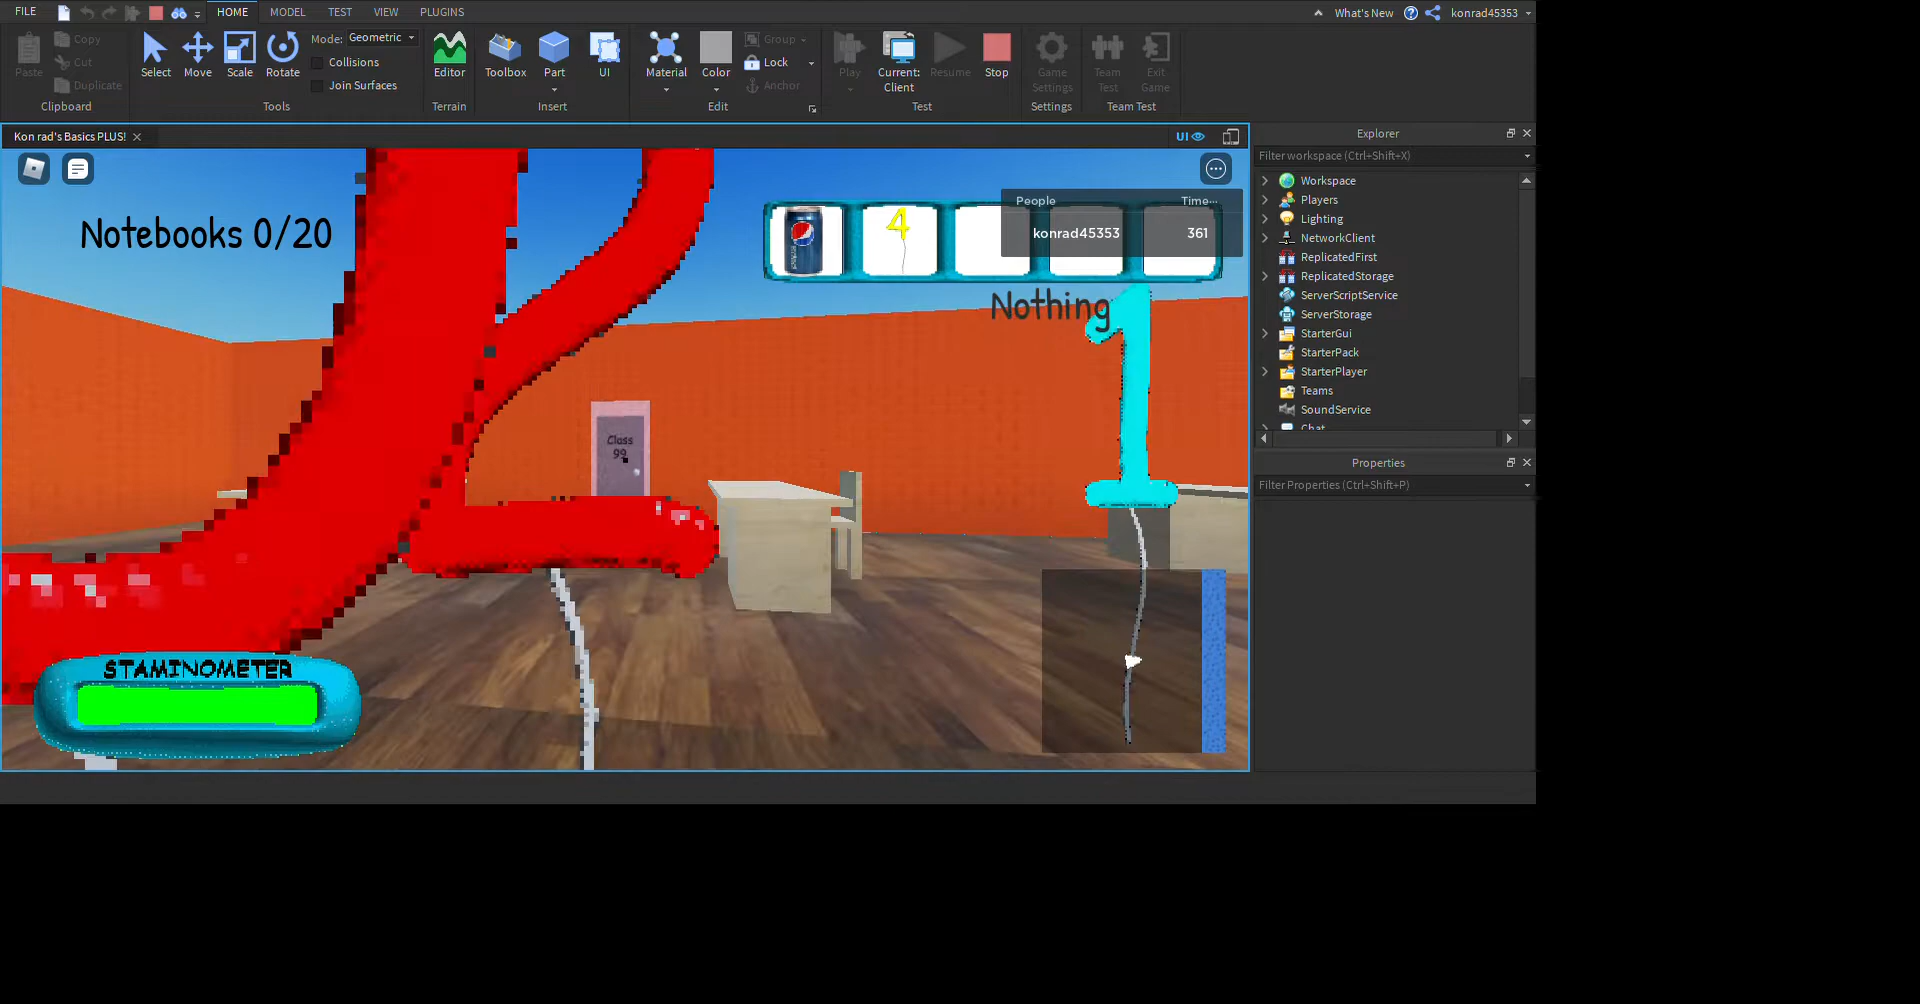 FILE
HOME
MODEL
TEST
VIEW
PLUGINS
What's New
konrad45353
Paste
Copy
Cut
Duplicate
Clipboard
Select
Move
Scale
Rotate
Mode: Geometric
Collisions
Join Surfaces
Tools
Editor
Terrain
Toolbox
Part
UI
Insert
Material
Color
Group
Lock
Anchor
Edit
Play
Current:
Client
Resume
Stop
Test
Game
Settings
Settings
Team
Test
Exit
Game
Team Test
Kon rad's Basics PLUS!
UI
Notebooks 0/20
4
People Time...
konrad45353 361
Nothing
1
Class
99
STAMINOMETER
Explorer
Filter workspace (Ctrl+Shift+X)
Workspace
Players
Lighting
NetworkClient
ReplicatedFirst
ReplicatedStorage
ServerScriptService
ServerStorage
StarterGui
StarterPack
StarterPlayer
Teams
SoundService
Chat
Properties
Filter Properties (Ctrl+Shift+P)